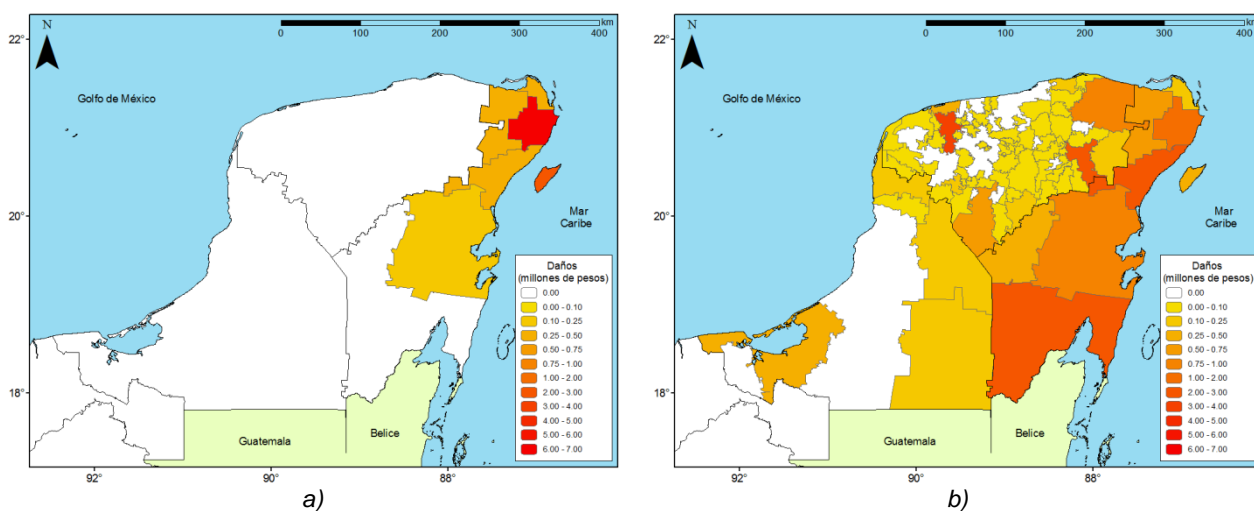 N
km
0 100 200 300 400
22°
20°
18°
92° 90° 88°
Golfo de México
Mar
Caribe
Guatemala
Belice
Daños
(millones de pesos)
0.00
0.00 - 0.10
0.10 - 0.25
0.25 - 0.50
0.50 - 0.75
0.75 - 1.00
1.00 - 2.00
2.00 - 3.00
3.00 - 4.00
4.00 - 5.00
5.00 - 6.00
6.00 - 7.00
a)
N
km
0 100 200 300 400
22°
20°
18°
92° 90° 88°
Golfo de México
Mar
Caribe
Guatemala
Belice
Daños
(millones de pesos)
0.00
0.00 - 0.10
0.10 - 0.25
0.25 - 0.50
0.50 - 0.75
0.75 - 1.00
1.00 - 2.00
2.00 - 3.00
3.00 - 4.00
4.00 - 5.00
5.00 - 6.00
6.00 - 7.00
b)